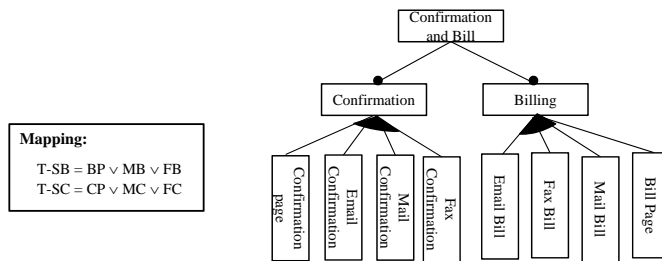 Confirmation
and Bill
Confirmation
Billing
Mapping:
T-SB = BP ∨ MB ∨ FB
T-SC = CP ∨ MC ∨ FC
Confirmation
page
Email
Confirmation
Mail
Confirmation
Fax
Confirmation
Email Bill
Fax Bill
Mail Bill
Bill Page